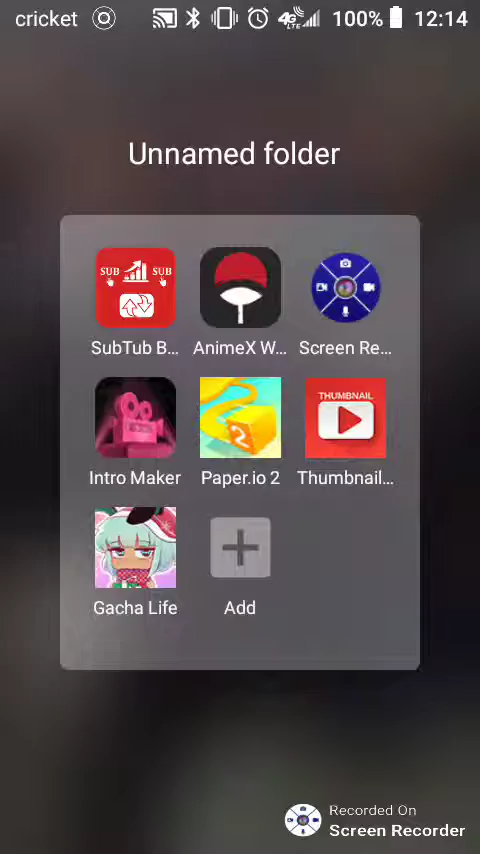 cricket 4G LTE 100% 12:14
Unnamed folder
SUB SUB
SubTub B... AnimeX W... Screen Re...
2 THUMBNAIL
Intro Maker Paper.io 2 Thumbnail...
Gacha Life Add
Recorded On
Screen Recorder